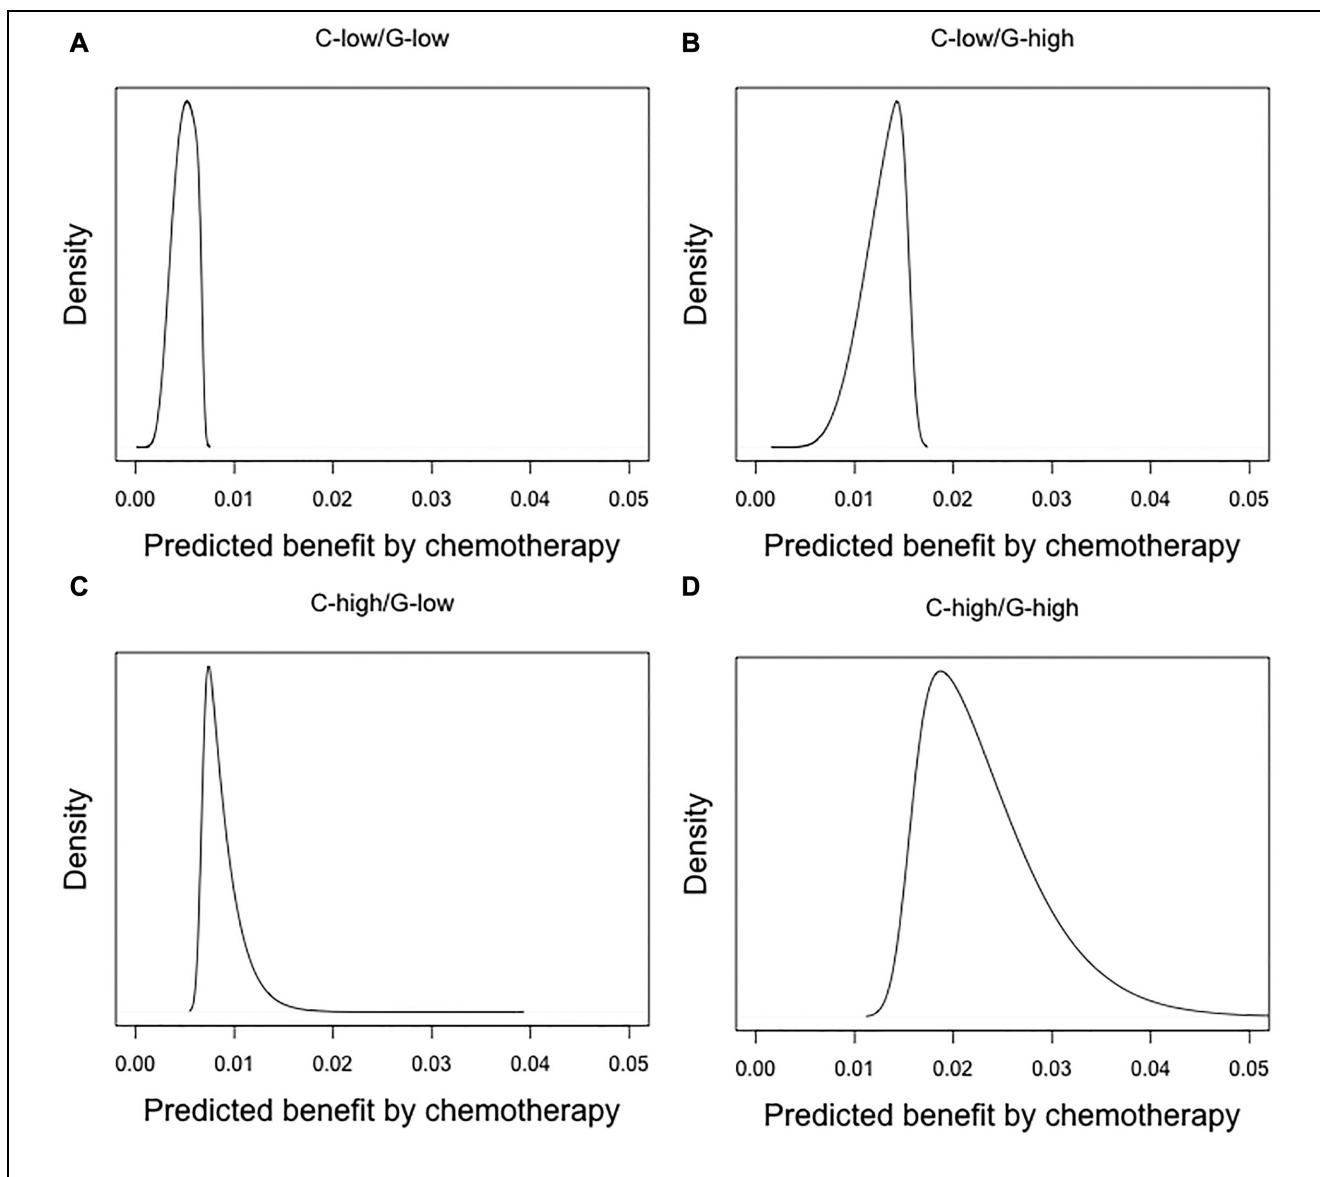 A
C-low/G-low
Density
0.00 0.01 0.02 0.03 0.04 0.05
Predicted benefit by chemotherapy
B
C-low/G-high
Density
0.00 0.01 0.02 0.03 0.04 0.05
Predicted benefit by chemotherapy
C
C-high/G-low
Density
0.00 0.01 0.02 0.03 0.04 0.05
Predicted benefit by chemotherapy
D
C-high/G-high
Density
0.00 0.01 0.02 0.03 0.04 0.05
Predicted benefit by chemotherapy